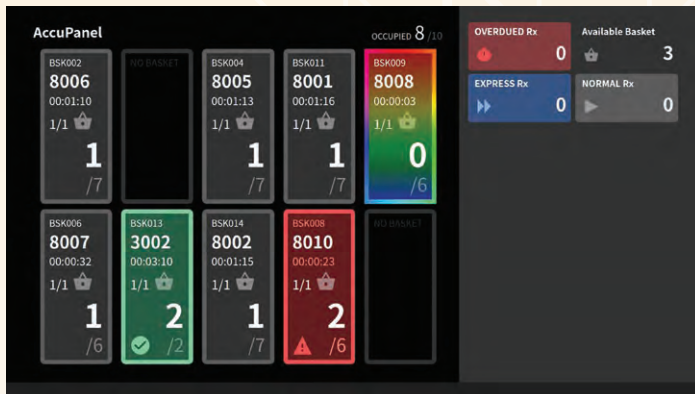 AccuPanel
OCCUPIED 8 /10
BSK002
8006
00:01:10
1/1
1
/7
NO BASKET
BSK004
8005
00:01:13
1/1
1
/7
BSK011
8001
00:01:16
1/1
1
/7
BSK009
8008
00:00:03
1/1
0
/6
BSK006
8007
00:00:32
1/1
1
/6
BSK013
3002
00:03:10
1/1
2
/2
BSK014
8002
00:01:15
1/1
1
/7
BSK008
8010
00:00:23
1/1
2
/6
NO BASKET
OVERDUED Rx
0
Available Basket
3
EXPRESS Rx
0
NORMAL Rx
0